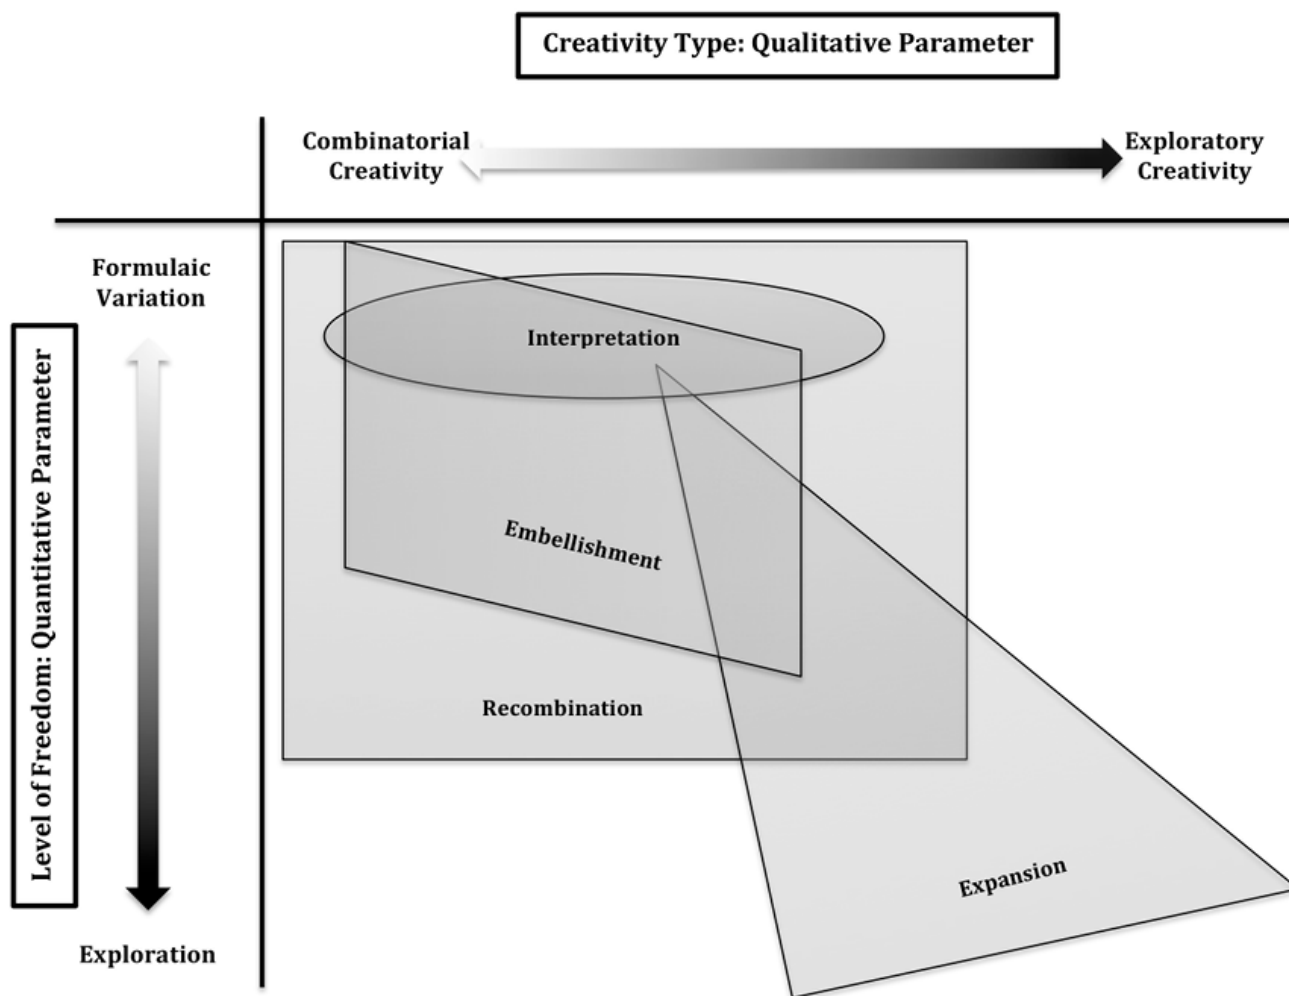 Creativity Type: Qualitative Parameter
Combinatorial
Creativity
Exploratory
Creativity
Formulaic
Variation
Level of Freedom: Quantitative Parameter
Exploration
Interpretation
Embellishment
Recombination
Expansion